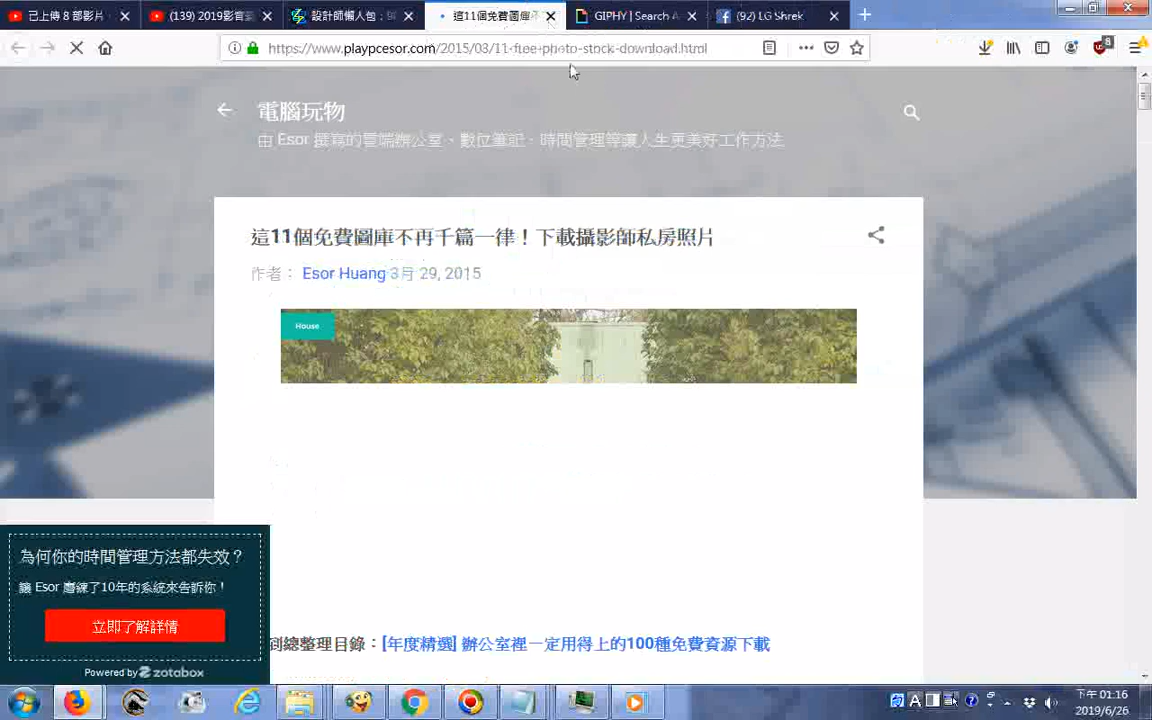 已上傳 8 部影片
(139) 2019影音
設計師懶人包：
這11個免費圖庫不
GIPHY | Search A
(92) LG Shrek
https://www.playpcesor.com/2015/03/11-free-photo-stock-download.html
8
電腦玩物
由 Esor 撰寫的雲端辦公室、數位筆記、時間管理等讓人生更美好工作方法
這11個免費圖庫不再千篇一律！下載攝影師私房照片
作者： Esor Huang 3月 29, 2015
House
到總整理目錄：[年度精選] 辦公室裡一定用得上的100種免費資源下載
為何你的時間管理方法都失效？
讓 Esor 磨練了10年的系統來告訴你！
立即了解詳情
Powered by zotabox
A
下午 01:16
2019/6/26